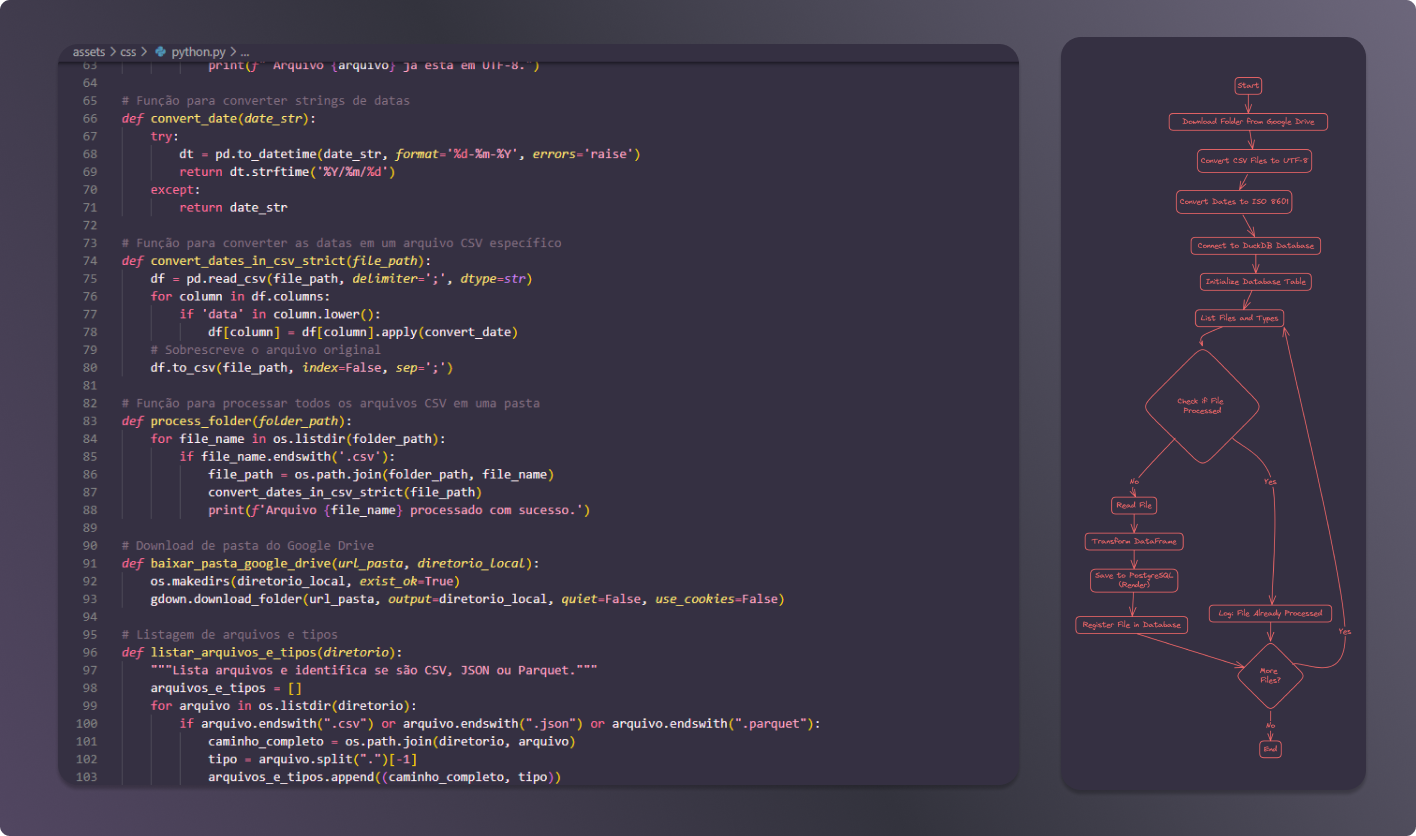 assets > css > python.py > ...
63 print(f'Arquivo {arquivo} já está em UTF-8.')
64
65 # Função para converter strings de datas
66 def convert_date(date_str):
67 try:
68 dt = pd.to_datetime(date_str, format='%d-%m-%Y', errors='raise')
69 return dt.strftime('%Y/%m/%d')
70 except:
71 return date_str
72
73 # Função para converter as datas em um arquivo CSV específico
74 def convert_dates_in_csv_strict(file_path):
75 df = pd.read_csv(file_path, delimiter=';', dtype=str)
76 for column in df.columns:
77 if 'data' in column.lower():
78 df[column] = df[column].apply(convert_date)
79 # Sobrescreve o arquivo original
80 df.to_csv(file_path, index=False, sep=';')
81
82 # Função para processar todos os arquivos CSV em uma pasta
83 def process_folder(folder_path):
84 for file_name in os.listdir(folder_path):
85 if file_name.endswith('.csv'):
86 file_path = os.path.join(folder_path, file_name)
87 convert_dates_in_csv_strict(file_path)
88 print(f'Arquivo {file_name} processado com sucesso.')
89
90 # Download de pasta do Google Drive
91 def baixar_pasta_google_drive(url_pasta, diretorio_local):
92 os.makedirs(diretorio_local, exist_ok=True)
93 gdown.download_folder(url_pasta, output=diretorio_local, quiet=False, use_cookies=False)
94
95 # Listagem de arquivos e tipos
96 def listar_arquivos_e_tipos(diretorio):
97 """Lista arquivos e identifica se são CSV, JSON ou Parquet."""
98 arquivos_e_tipos = []
99 for arquivo in os.listdir(diretorio):
100 if arquivo.endswith(".csv") or arquivo.endswith(".json") or arquivo.endswith(".parquet"):
101 caminho_completo = os.path.join(diretorio, arquivo)
102 tipo = arquivo.split(".")[-1]
103 arquivos_e_tipos.append((caminho_completo, tipo))
Start
Download Folder from Google Drive
Convert CSV Files to UTF-8
Convert Dates to ISO 8601
Connect to DuckDB Database
Initialize Database Table
List Files and Types
Check if File
Processed
No
Yes
Read File
Transform DataFrame
Save to PostgreSQL
(Render)
Log: File Already Processed
Register File in Database
Yes
More
Files?
No
End